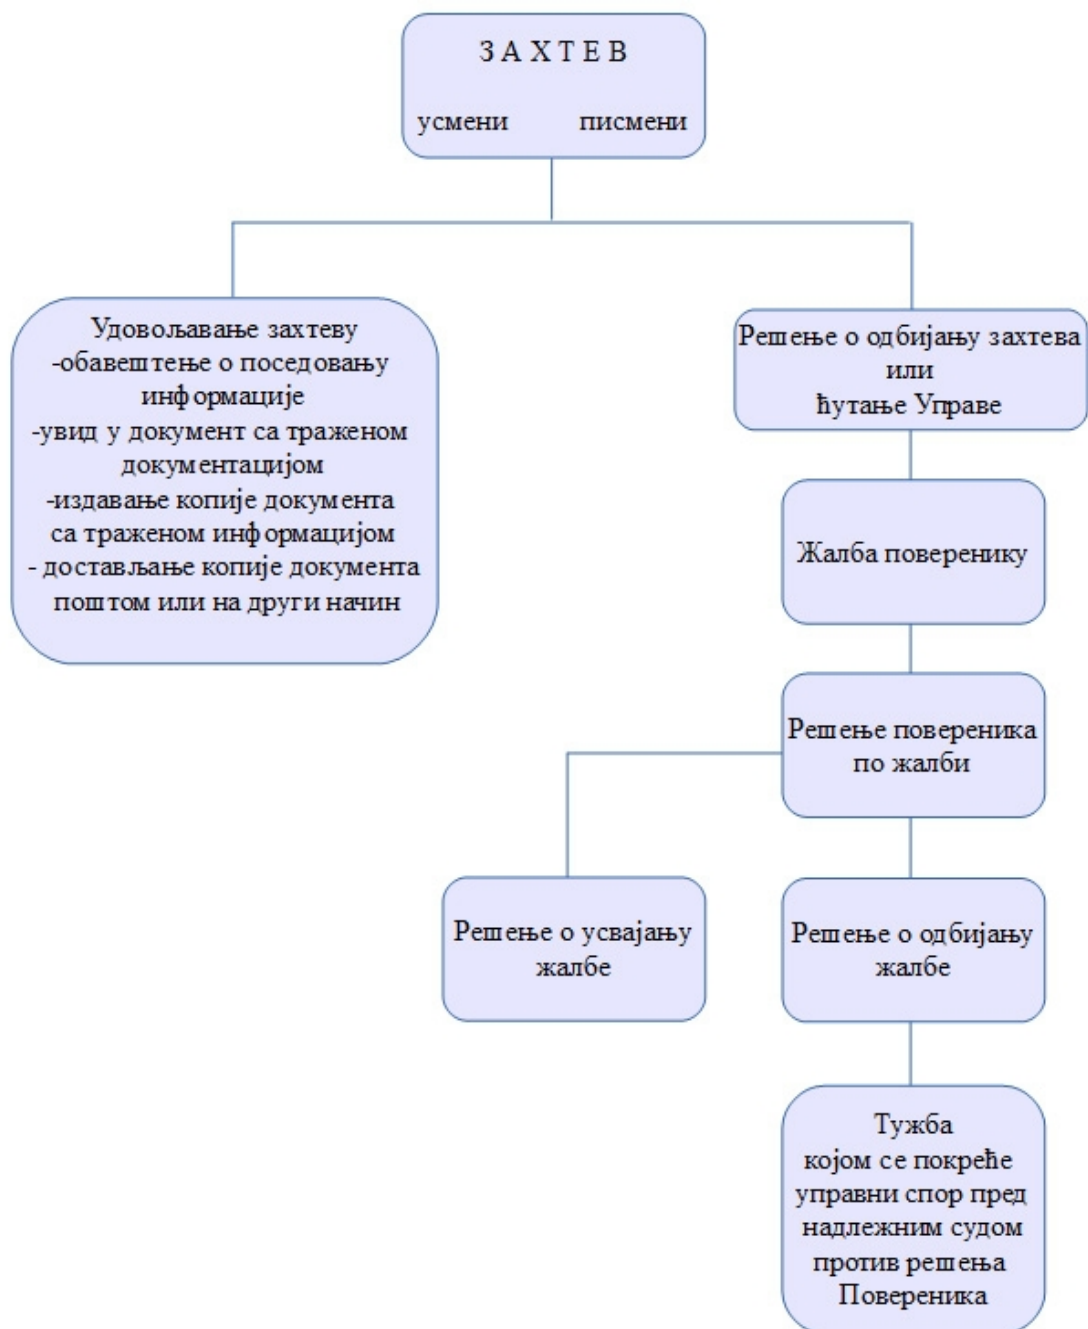 З А Х Т Е В
усмени писмени
Удовољавање захтеву
-обавештење о поседовању
информације
-увид у документ са траженом
документацијом
-издавање копије документа
са траженом информацијом
- достављање копије документа
поштом или на други начин
Решење о одбијању захтева
или
ћутање Управе
Жалба поверенику
Решење повереника
по жалби
Решење о усвајању
жалбе
Решење о одбијању
жалбе
Тужба
којом се покреће
управни спор пред
надлежним судом
против решења
Повереника